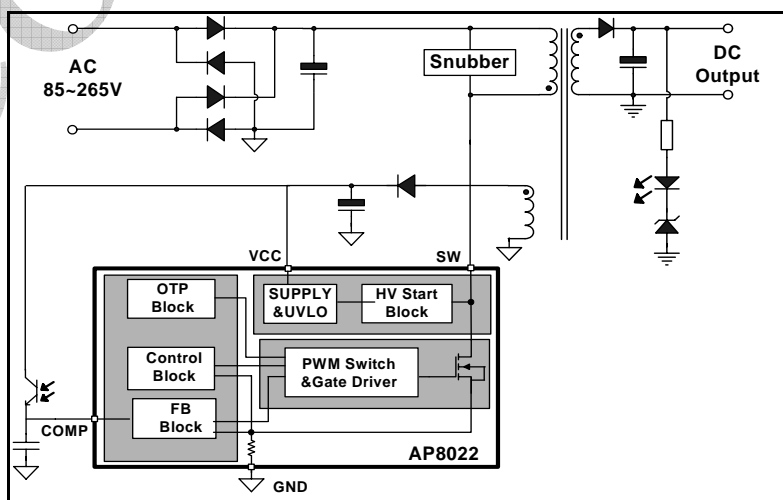 AC
85~265V
Snubber
DC
Output
VCC
SW
OTP
Block
SUPPLY
&UVLO
HV Start
Block
Control
Block
PWM Switch
&Gate Driver
FB
Block
COMP
AP8022
GND